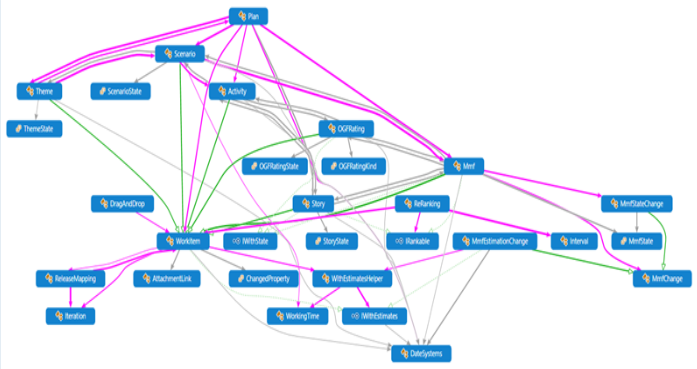 Plan
Scenario
Theme
ScenarioState
Activity
ThemeState
OGFRating
OGFRatingState
OGFRatingKind
Mmf
DragAndDrop
Story
ReRanking
MmfStateChange
WorkItem
IWithState
StoryState
IRankable
MmfEstimationChange
Interval
MmfState
ReleaseMapping
AttachmentLink
ChangedProperty
WithEstimatesHelper
MmfChange
Iteration
WorkingTime
IWithEstimates
DateSystems